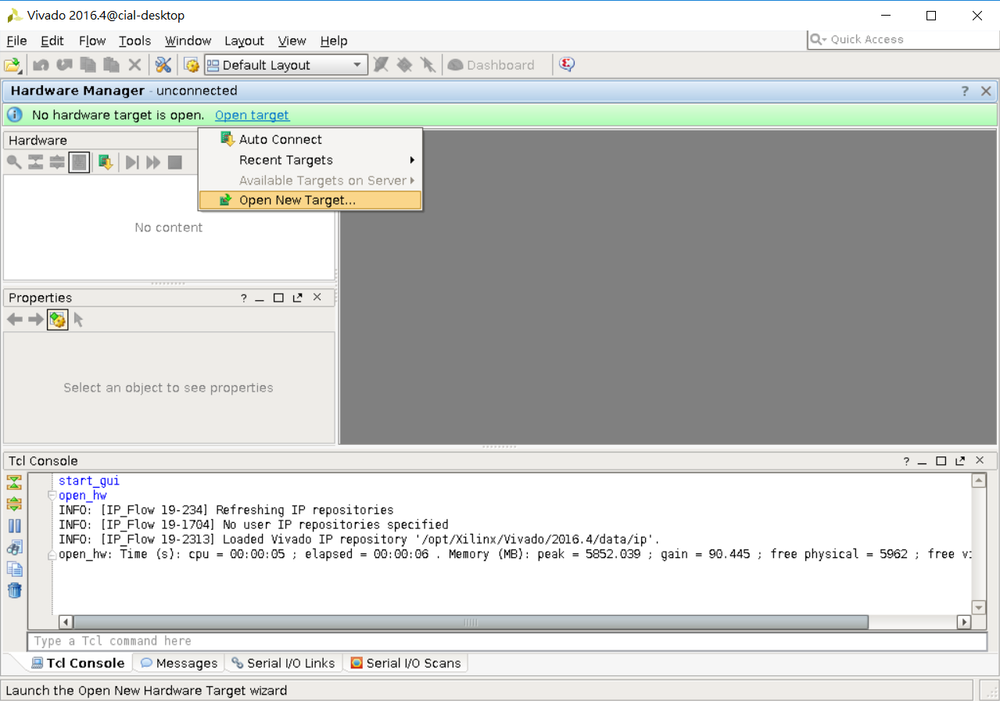 Vivado 2016.4@cial-desktop
File Edit Flow Tools Window Layout View Help
Quick Access
Default Layout
Dashboard
Hardware Manager - unconnected
No hardware target is open. Open target
Hardware
Auto Connect
Recent Targets
Available Targets on Server
Open New Target...
No content
Properties
Select an object to see properties
Tcl Console
start_gui
open_hw
INFO: [IP_Flow 19-234] Refreshing IP repositories
INFO: [IP_Flow 19-1704] No user IP repositories specified
INFO: [IP_Flow 19-2313] Loaded Vivado IP repository '/opt/Xilinx/Vivado/2016.4/data/ip'.
open_hw: Time (s): cpu = 00:00:05 ; elapsed = 00:00:06 . Memory (MB): peak = 5852.039 ; gain = 90.445 ; free physical = 5962 ; free
Type a Tcl command here
Tcl Console Messages Serial I/O Links Serial I/O Scans
Launch the Open New Hardware Target wizard